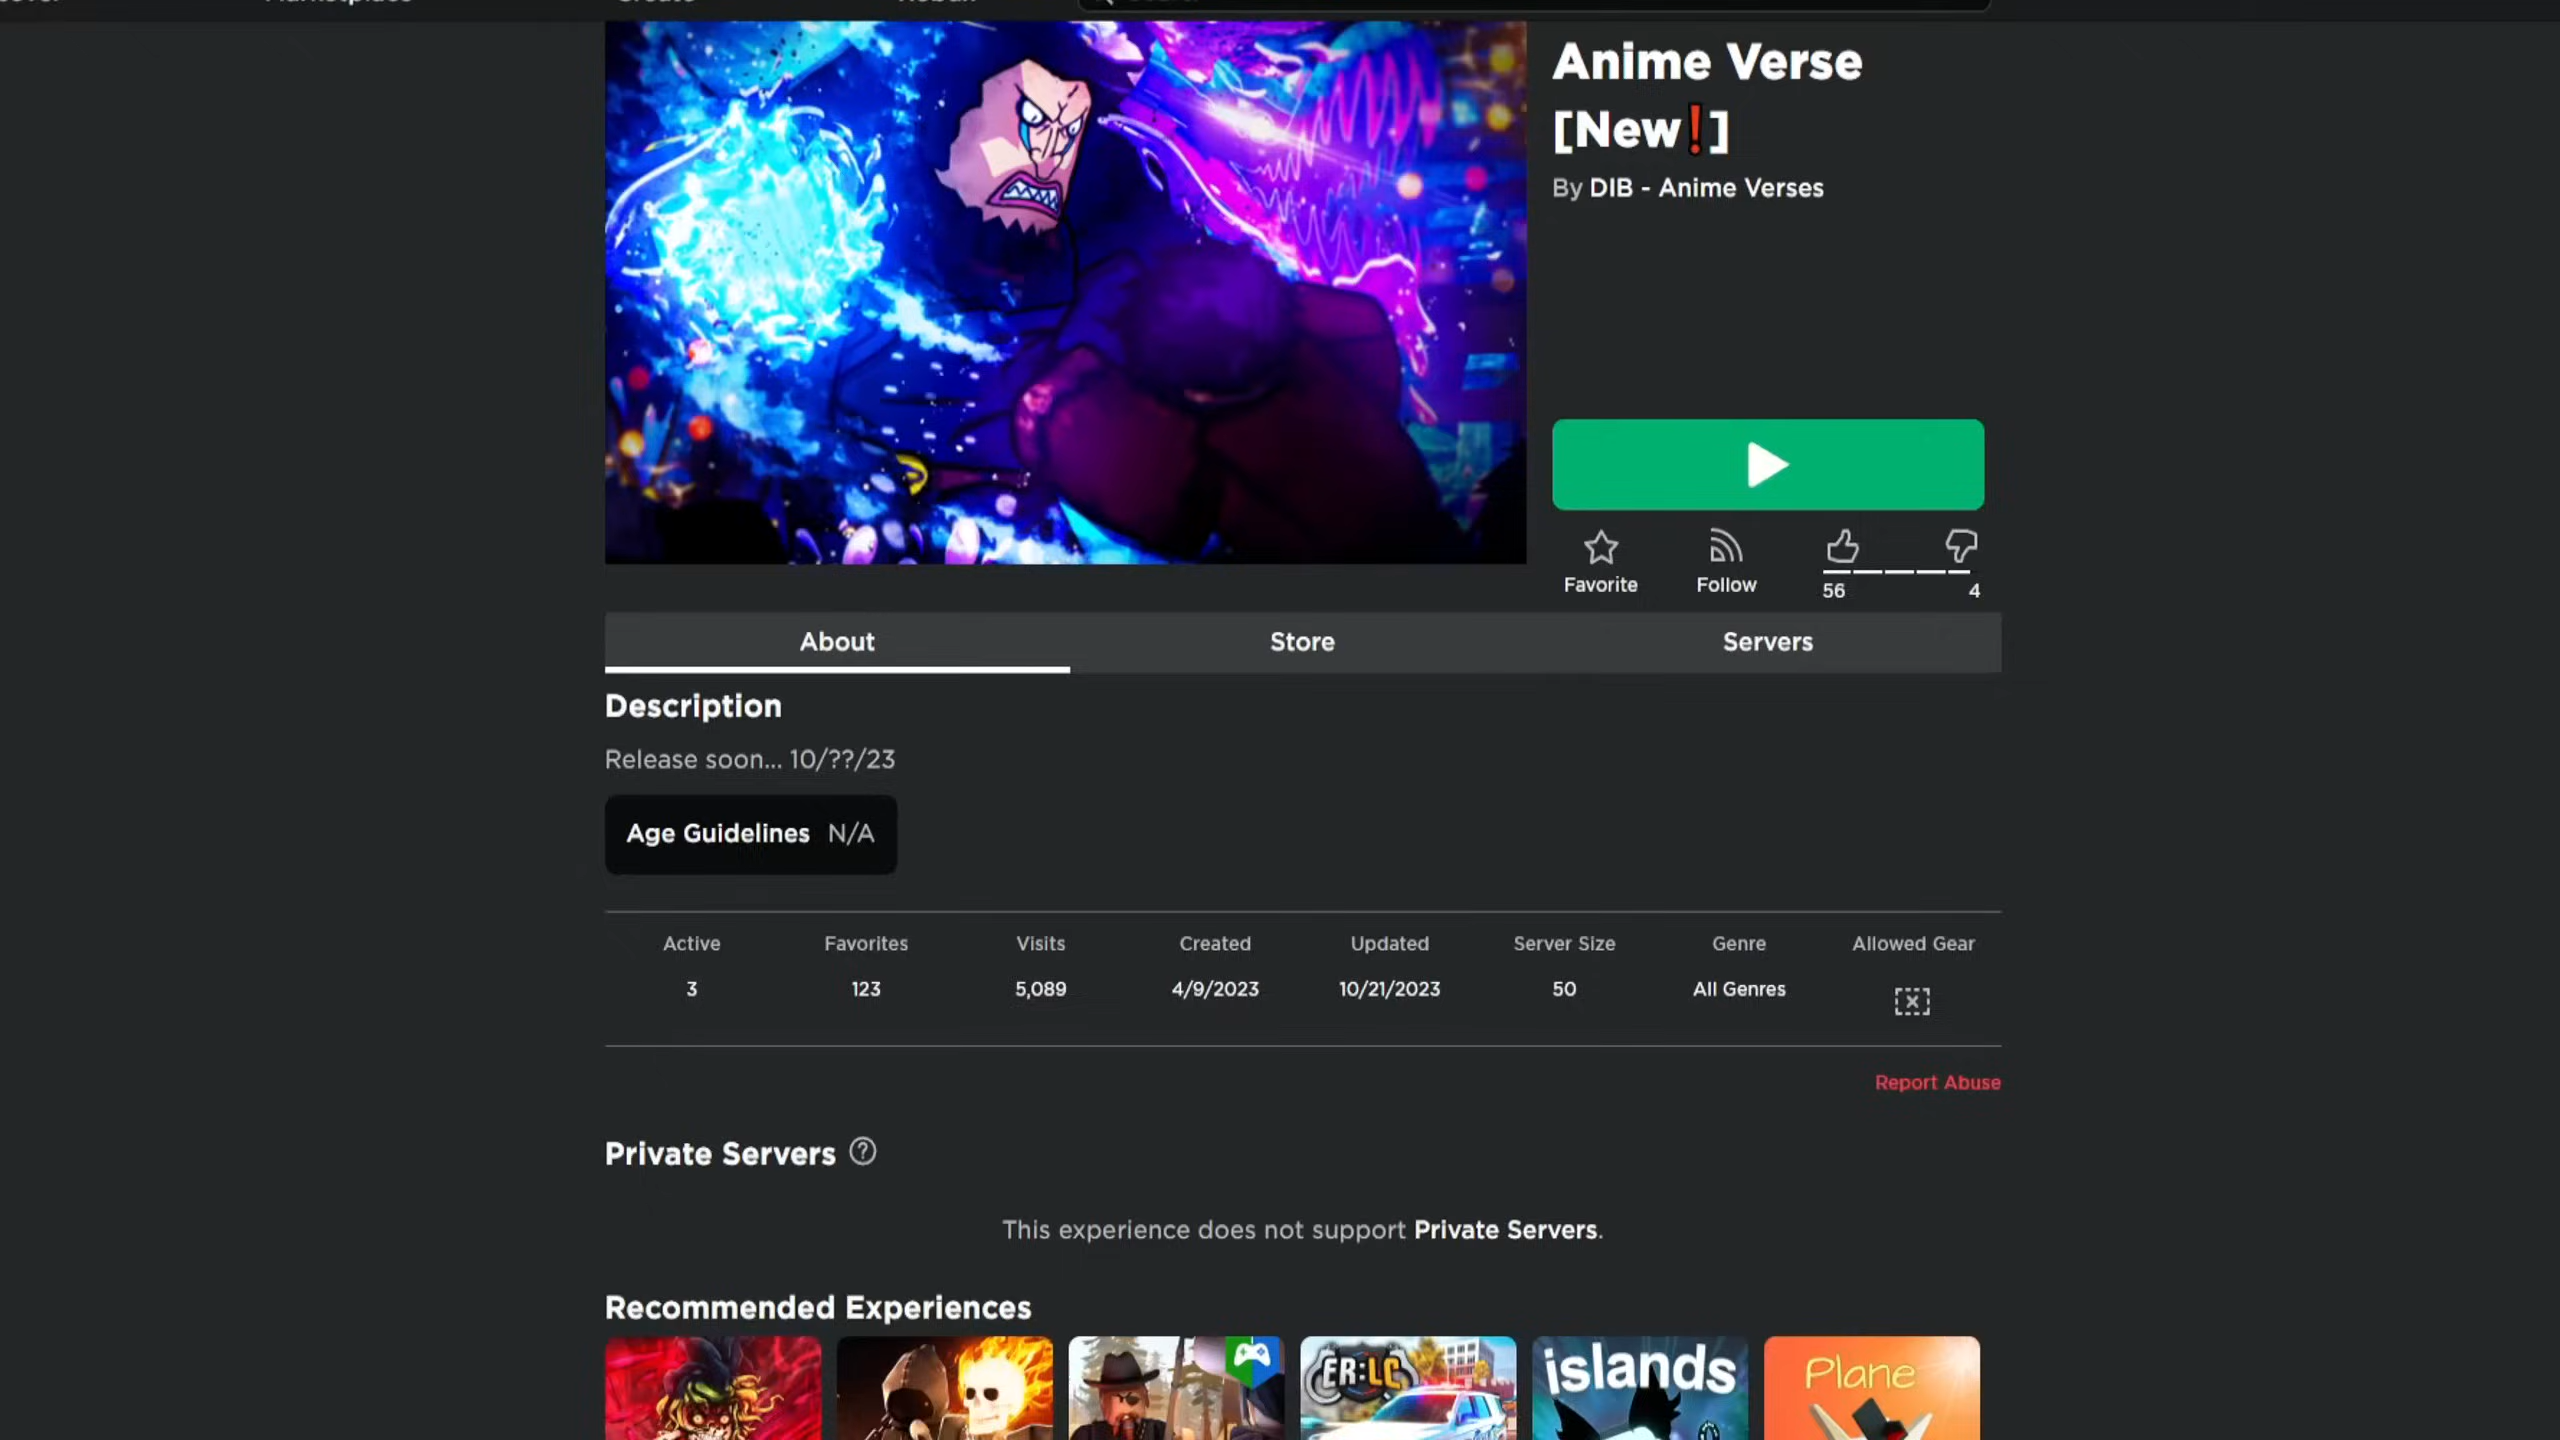 Anime Verse
[New❗]
By DIB - Anime Verses
Favorite
Follow
56
4
About
Store
Servers
Description
Release soon... 10/??/23
Age Guidelines N/A
Active
Favorites
Visits
Created
Updated
Server Size
Genre
Allowed Gear
3
123
5,089
4/9/2023
10/21/2023
50
All Genres
Report Abuse
Private Servers
This experience does not support Private Servers.
Recommended Experiences
ER:LC
islands
Plane